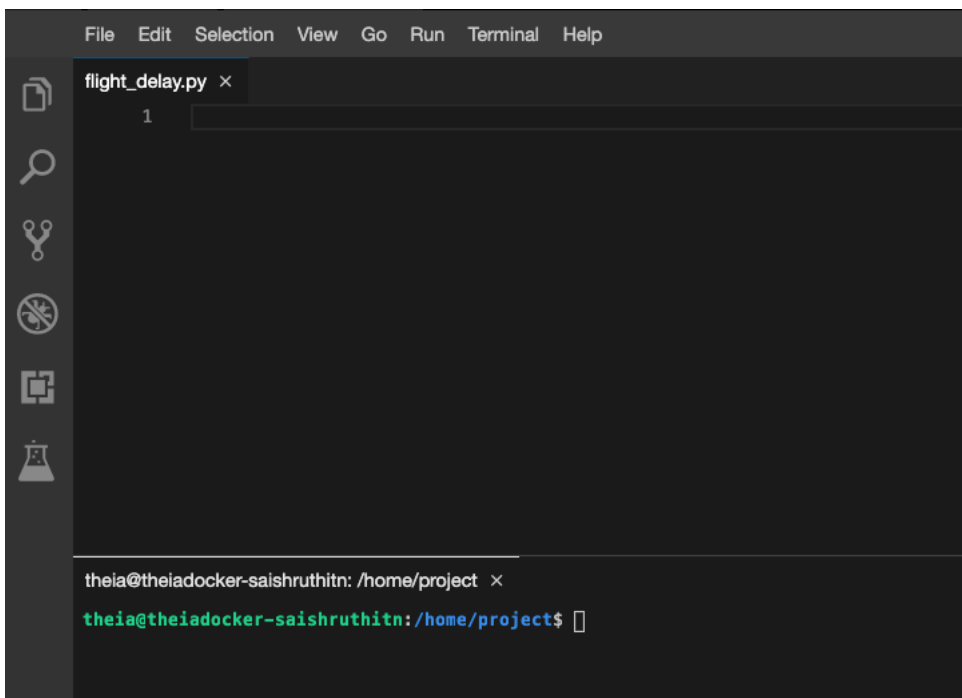 File Edit Selection View Go Run Terminal Help
flight_delay.py ×
1
theia@theiadocker-saishruthitn: /home/project ×
theia@theiadocker-saishruthitn:/home/project$